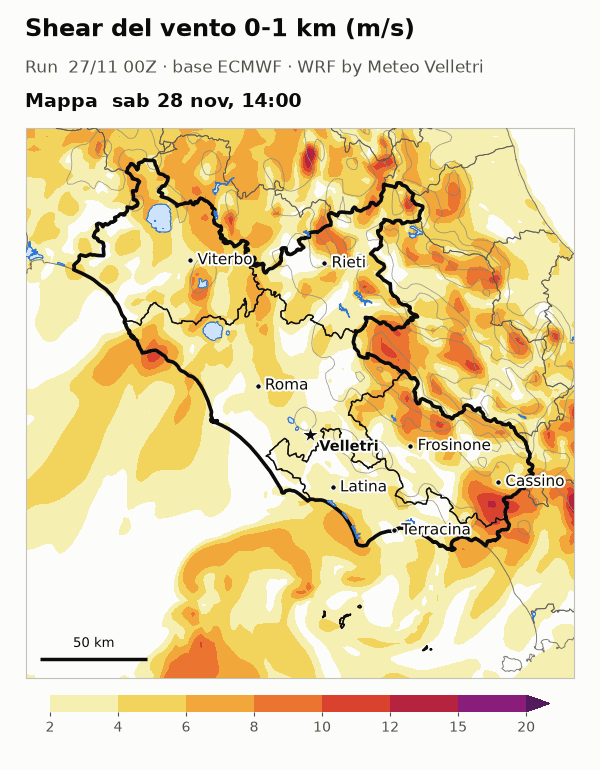 Shear del vento 0-1 km (m/s)
Run  27/11 00Z · base ECMWF · WRF by Meteo Velletri
Mappa  sab 28 nov, 14:00
Viterbo
Rieti
Roma
Velletri
Frosinone
Cassino
Latina
Terracina
50 km
2 4 6 8 10 12 15 20